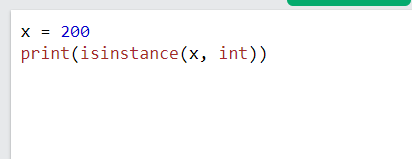 x = 200
print(isinstance(x, int))